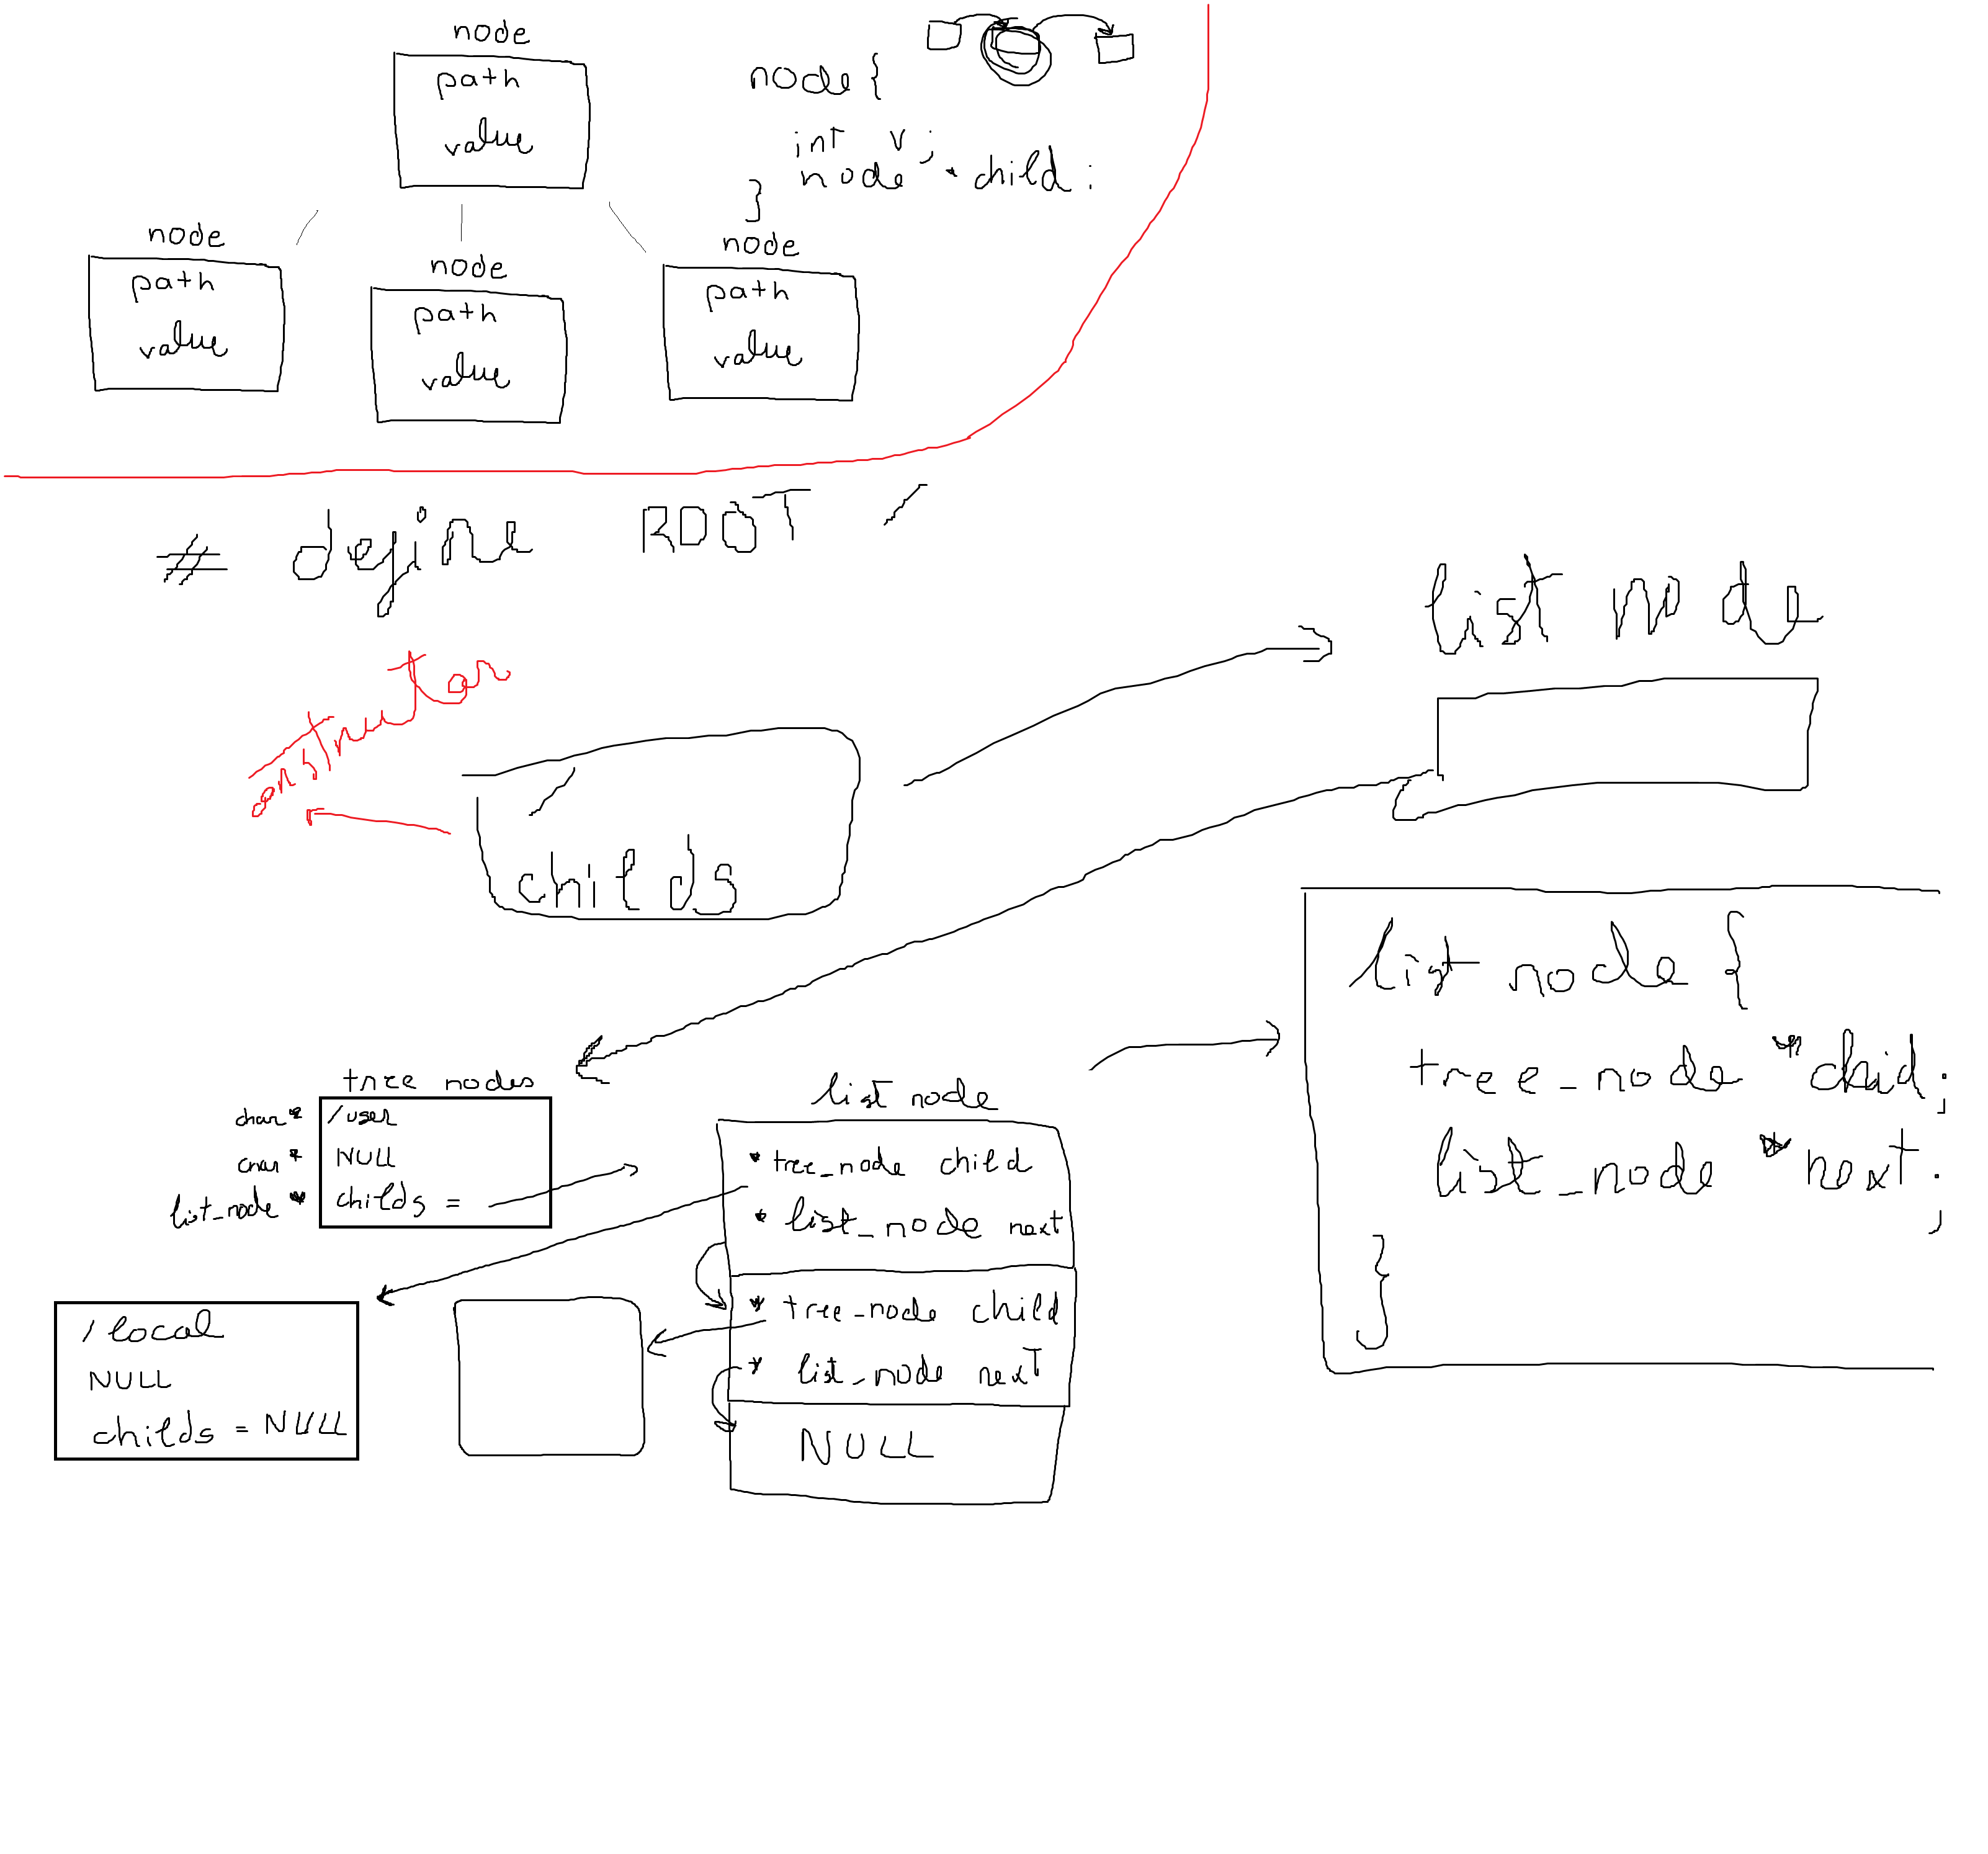 node
path
value
node {
int v;
node * child;
}
node
path
value
node
path
value
node
path
value
# define ROOT /
list node
/
childs
list node {
tree_node *chid;
list_node *next;
}
tree nodes
char* /user
char* NULL
list_node * childs =
list node
* tree_node child
* list_node next
* tree_node child
* list_node next
NULL
/local
NULL
childs = NULL